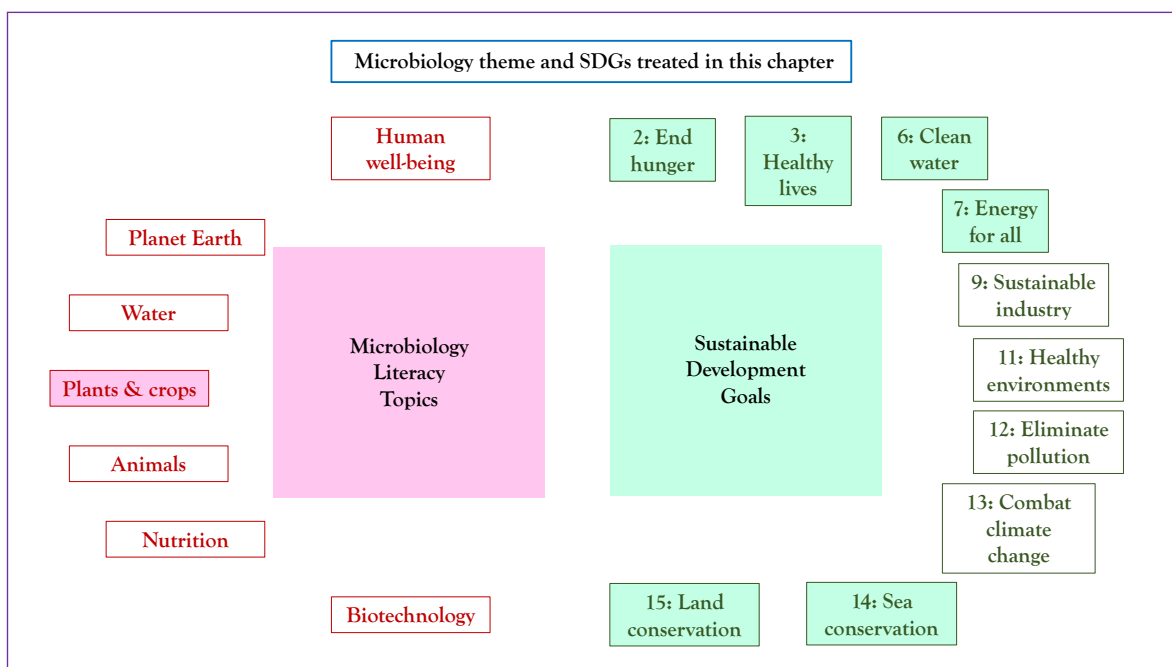 Microbiology theme and SDGs treated in this chapter
Human
well-being
2: End
hunger
3:
Healthy
lives
6: Clean
water
7: Energy
for all
Planet Earth
Water
Plants & crops
Animals
Nutrition
Biotechnology
Microbiology
Literacy
Topics
Sustainable
Development
Goals
9: Sustainable
industry
11: Healthy
environments
12: Eliminate
pollution
13: Combat
climate
change
15: Land
conservation
14: Sea
conservation